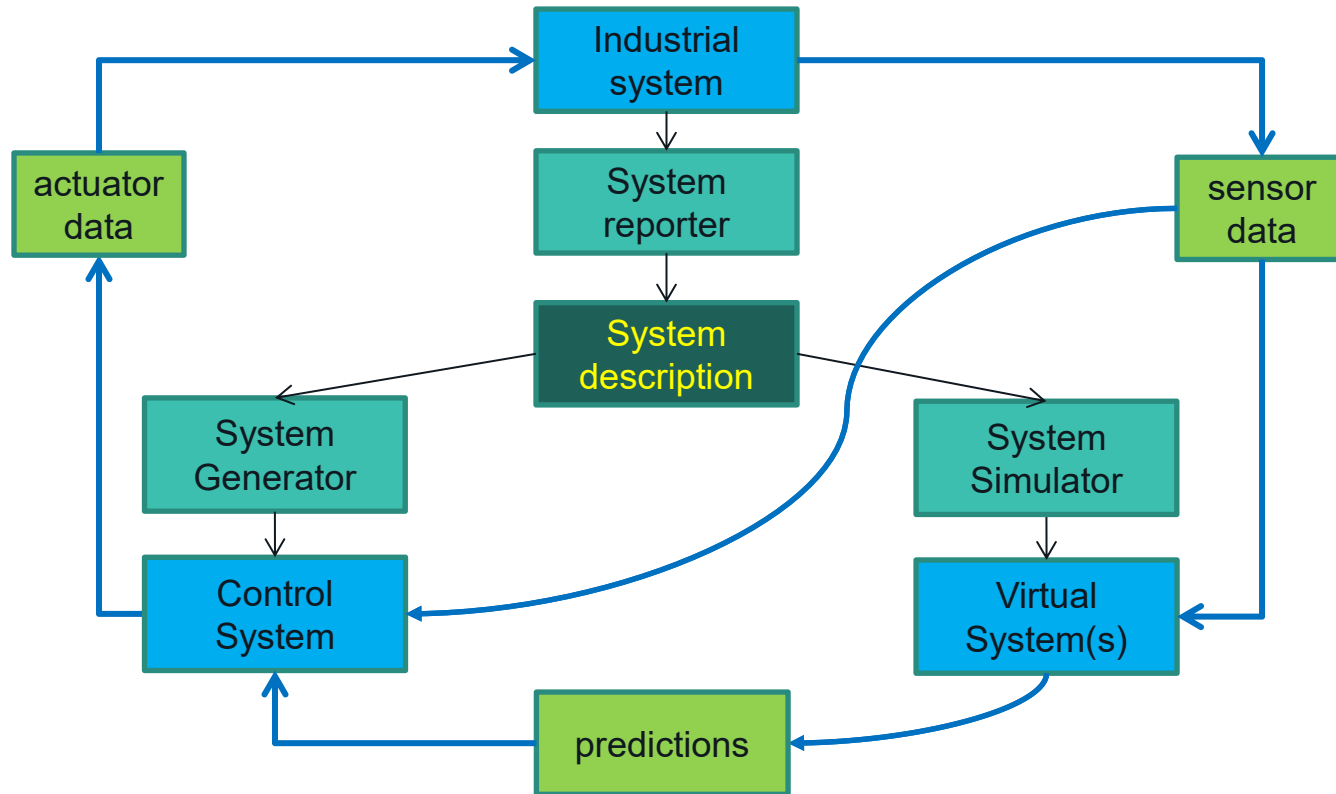 Industrial
system
actuator
data
System
reporter
sensor
data
System
description
System
Generator
System
Simulator
Control
System
Virtual
System(s)
predictions